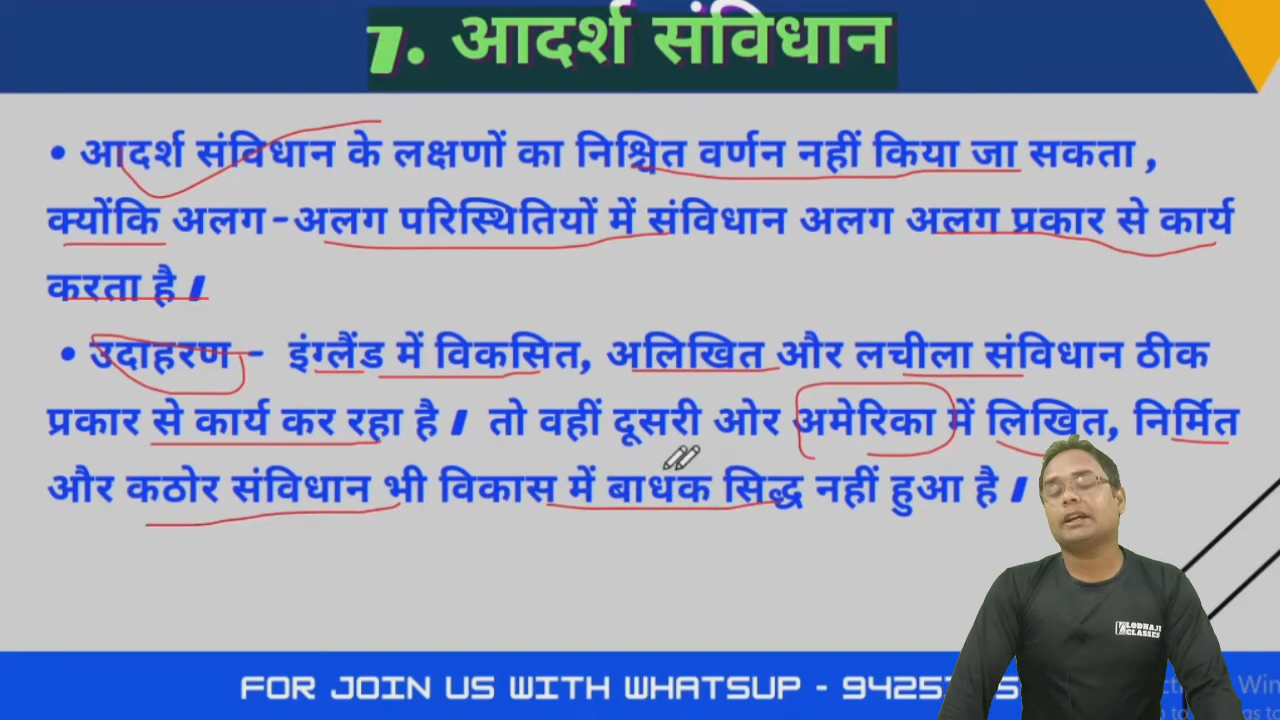 7. आदर्श संविधान
• आदर्श संविधान के लक्षणों का निश्चित वर्णन नहीं किया जा सकता ,
क्योंकि अलग-अलग परिस्थितियों में संविधान अलग अलग प्रकार से कार्य
करता है ।
• उदाहरण - इंग्लैंड में विकसित, अलिखित और लचीला संविधान ठीक
प्रकार से कार्य कर रहा है । तो वहीं दूसरी ओर अमेरिका में लिखित, निर्मित
और कठोर संविधान भी विकास में बाधक सिद्ध नहीं हुआ है ।
LODHAJI
CLASSES
FOR JOIN US WITH WHATSUP -